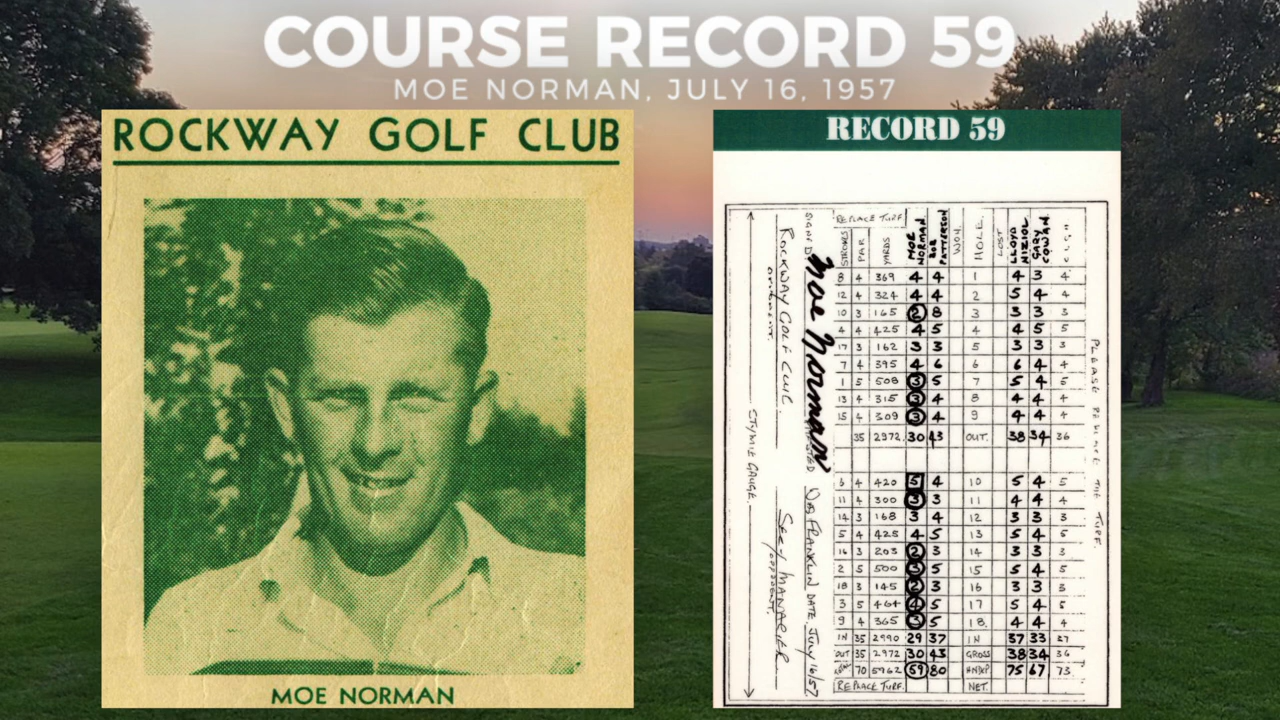 COURSE RECORD 59
MOE NORMAN, JULY 16, 1957
ROCKWAY GOLF CLUB
MOE NORMAN
RECORD 59
STYMIE GAUGE.
ROCKWAY GOLF CLUB
SIGNED Moe Norman ATTESTED
DATE JULY 16/57
REPLACE TURF
STROKES PAR YARDS MOE NORMAN BOB PATTERSON WON. HOLE. LOST LLOYD NIZIOL GARY COWAN
8 4 369 4 4 1 4 3 4
12 4 324 4 4 2 5 4 4
10 3 165 2 8 3 3 3 3
4 4 425 4 5 4 4 5 5
17 3 162 3 3 5 3 3 3
7 4 395 4 6 6 6 4 4
1 5 508 3 5 7 5 4 5
13 4 315 3 4 8 4 4 4
15 4 309 3 4 9 4 4 4
35 2972 30 43 OUT. 38 34 36
6 4 420 5 4 10 5 4 5
11 4 300 3 3 11 4 4 4
14 3 168 3 4 12 3 3 3
5 4 425 4 5 13 5 4 5
16 3 203 2 3 14 3 3 3
2 5 500 3 5 15 5 4 5
18 3 145 2 3 16 3 3 3
3 5 464 4 5 17 5 4 5
9 4 365 3 5 18 4 4 4
IN 35 2990 29 37 IN 37 33 37
OUT 35 2972 30 43 GROSS 38 34 36
70 5962 59 80 HNDKP 75 67 73
REPLACE TURF. NET.
PLEASE REPLACE THE TURF.